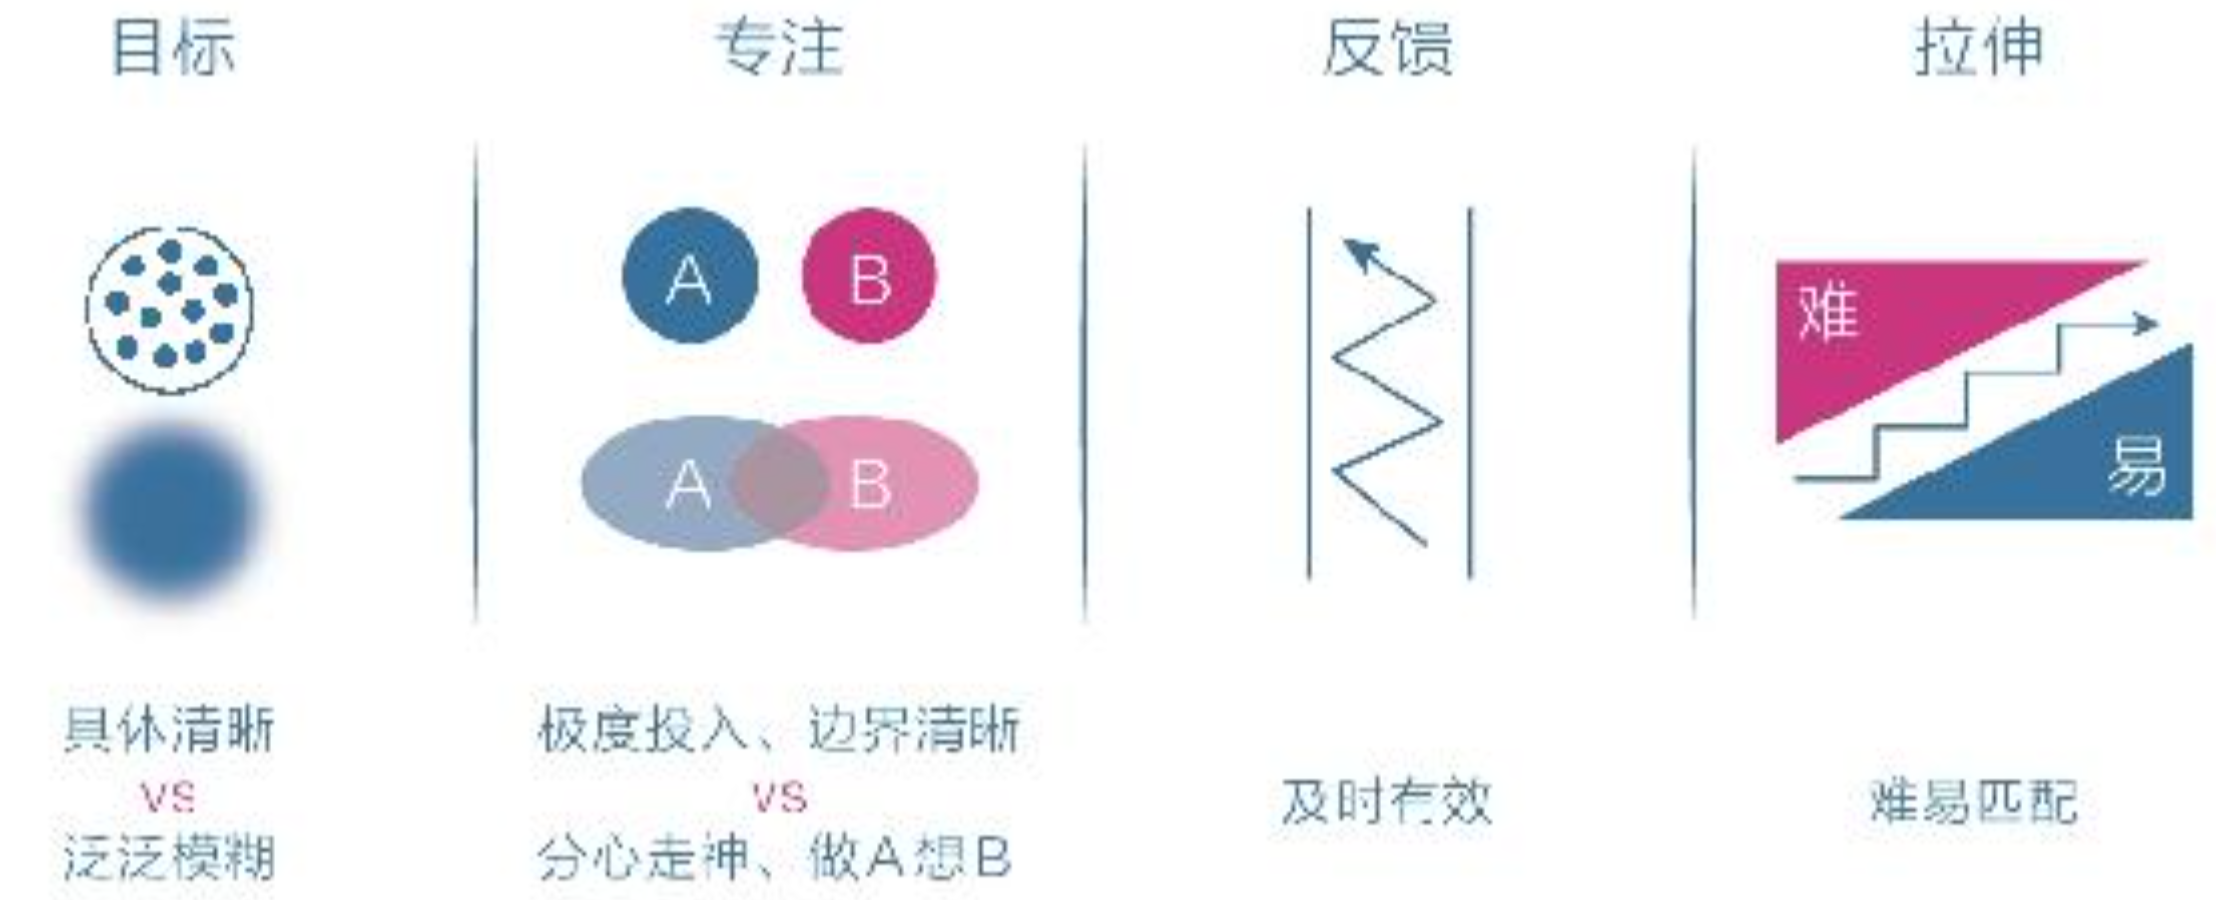 目标
专注
反馈
拉伸
A
B
A
B
难
易
具体清晰
VS
泛泛模糊
极度投入、边界清晰
VS
分心走神、做A想B
及时有效
难易匹配